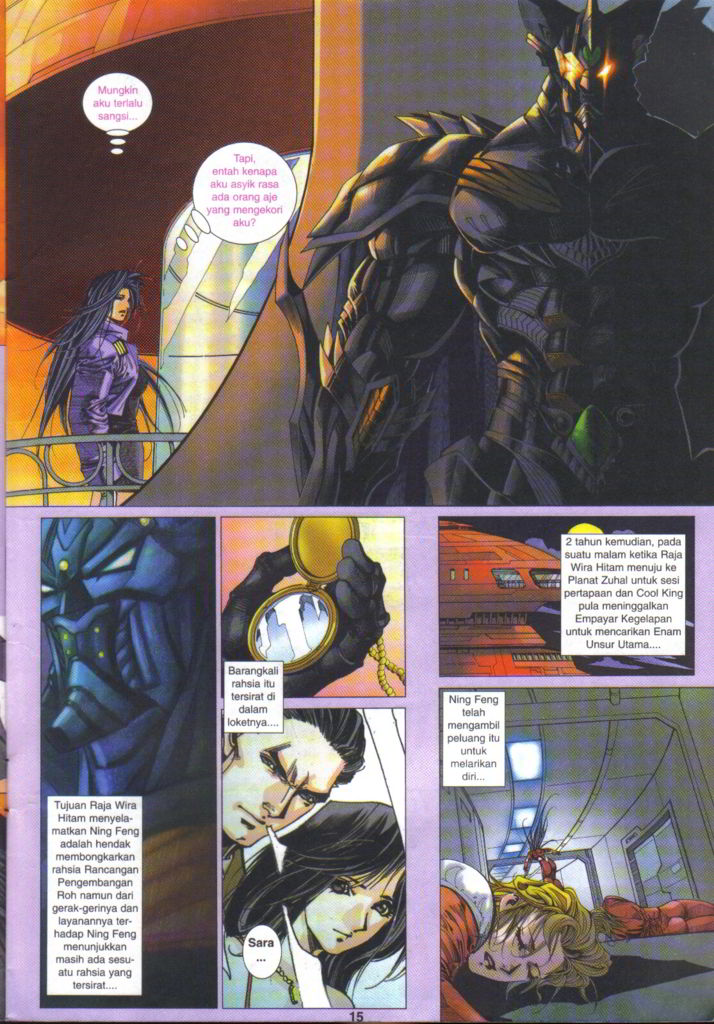 Mungkin
aku terlalu
sangsi...
Tapi,
entah kenapa
aku asyik rasa
ada orang aje
yang mengekori
aku?
Tujuan Raja Wira
Hitam menyela-
matkan Ning Feng
adalah hendak
membongkarkan
rahsia Rancangan
Pengembangan
Roh namun dari
gerak-gerinya dan
layanannya ter-
hadap Ning Feng
menunjukkan
masih ada sesu-
atu rahsia yang
tersirat....
Barangkali
rahsia itu
tersirat di
dalam
loketnya....
Sara
...
2 tahun kemudian, pada
suatu malam ketika Raja
Wira Hitam menuju ke
Planat Zuhal untuk sesi
pertapaan dan Cool King
pula meninggalkan
Empayar Kegelapan
untuk mencarikan Enam
Unsur Utama....
Ning Feng
telah
mengambil
peluang itu
untuk
melarikan
diri...
15